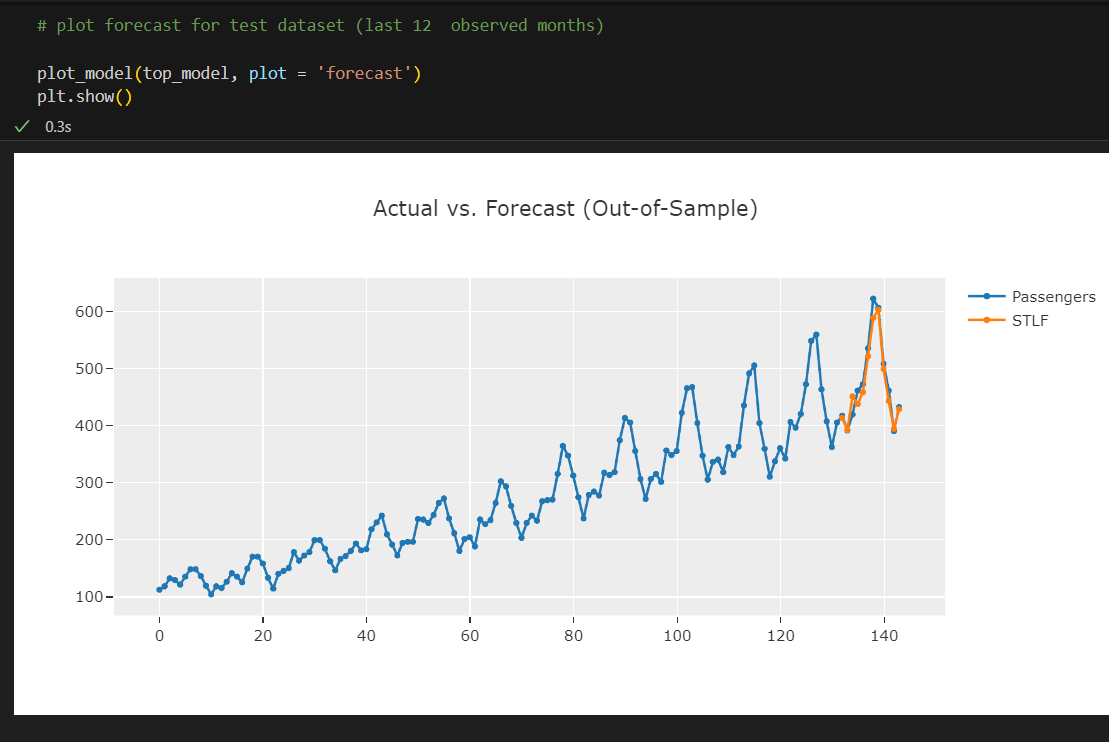 # plot forecast for test dataset (last 12  observed months)
plot_model(top_model, plot = 'forecast')
plt.show()
0.3s
Actual vs. Forecast (Out-of-Sample)
Passengers
STLF
600
500
400
300
200
100
0 20 40 60 80 100 120 140